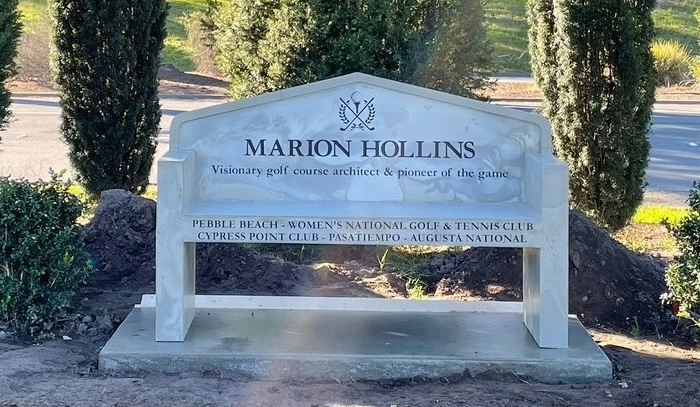 MARION HOLLINS
Visionary golf course architect & pioneer of the game
PEBBLE BEACH - WOMEN'S NATIONAL GOLF & TENNIS CLUB
CYPRESS POINT CLUB - PASATIEMPO - AUGUSTA NATIONAL